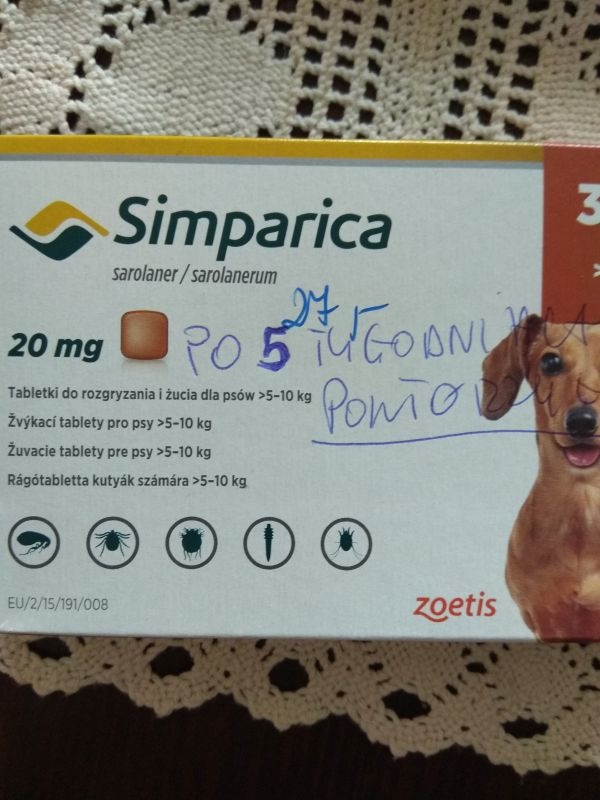 Simparica
3
sarolaner / sarolanerum
27,-
20 mg
PO 5 TYGODNIACH
POWTÓRZYĆ
Tabletki do rozgryzania i żucia dla psów >5–10 kg
Žvýkací tablety pro psy >5–10 kg
Žuvacie tablety pre psy >5–10 kg
Rágótabletta kutyák számára >5–10 kg
EU/2/15/191/008
zoetis